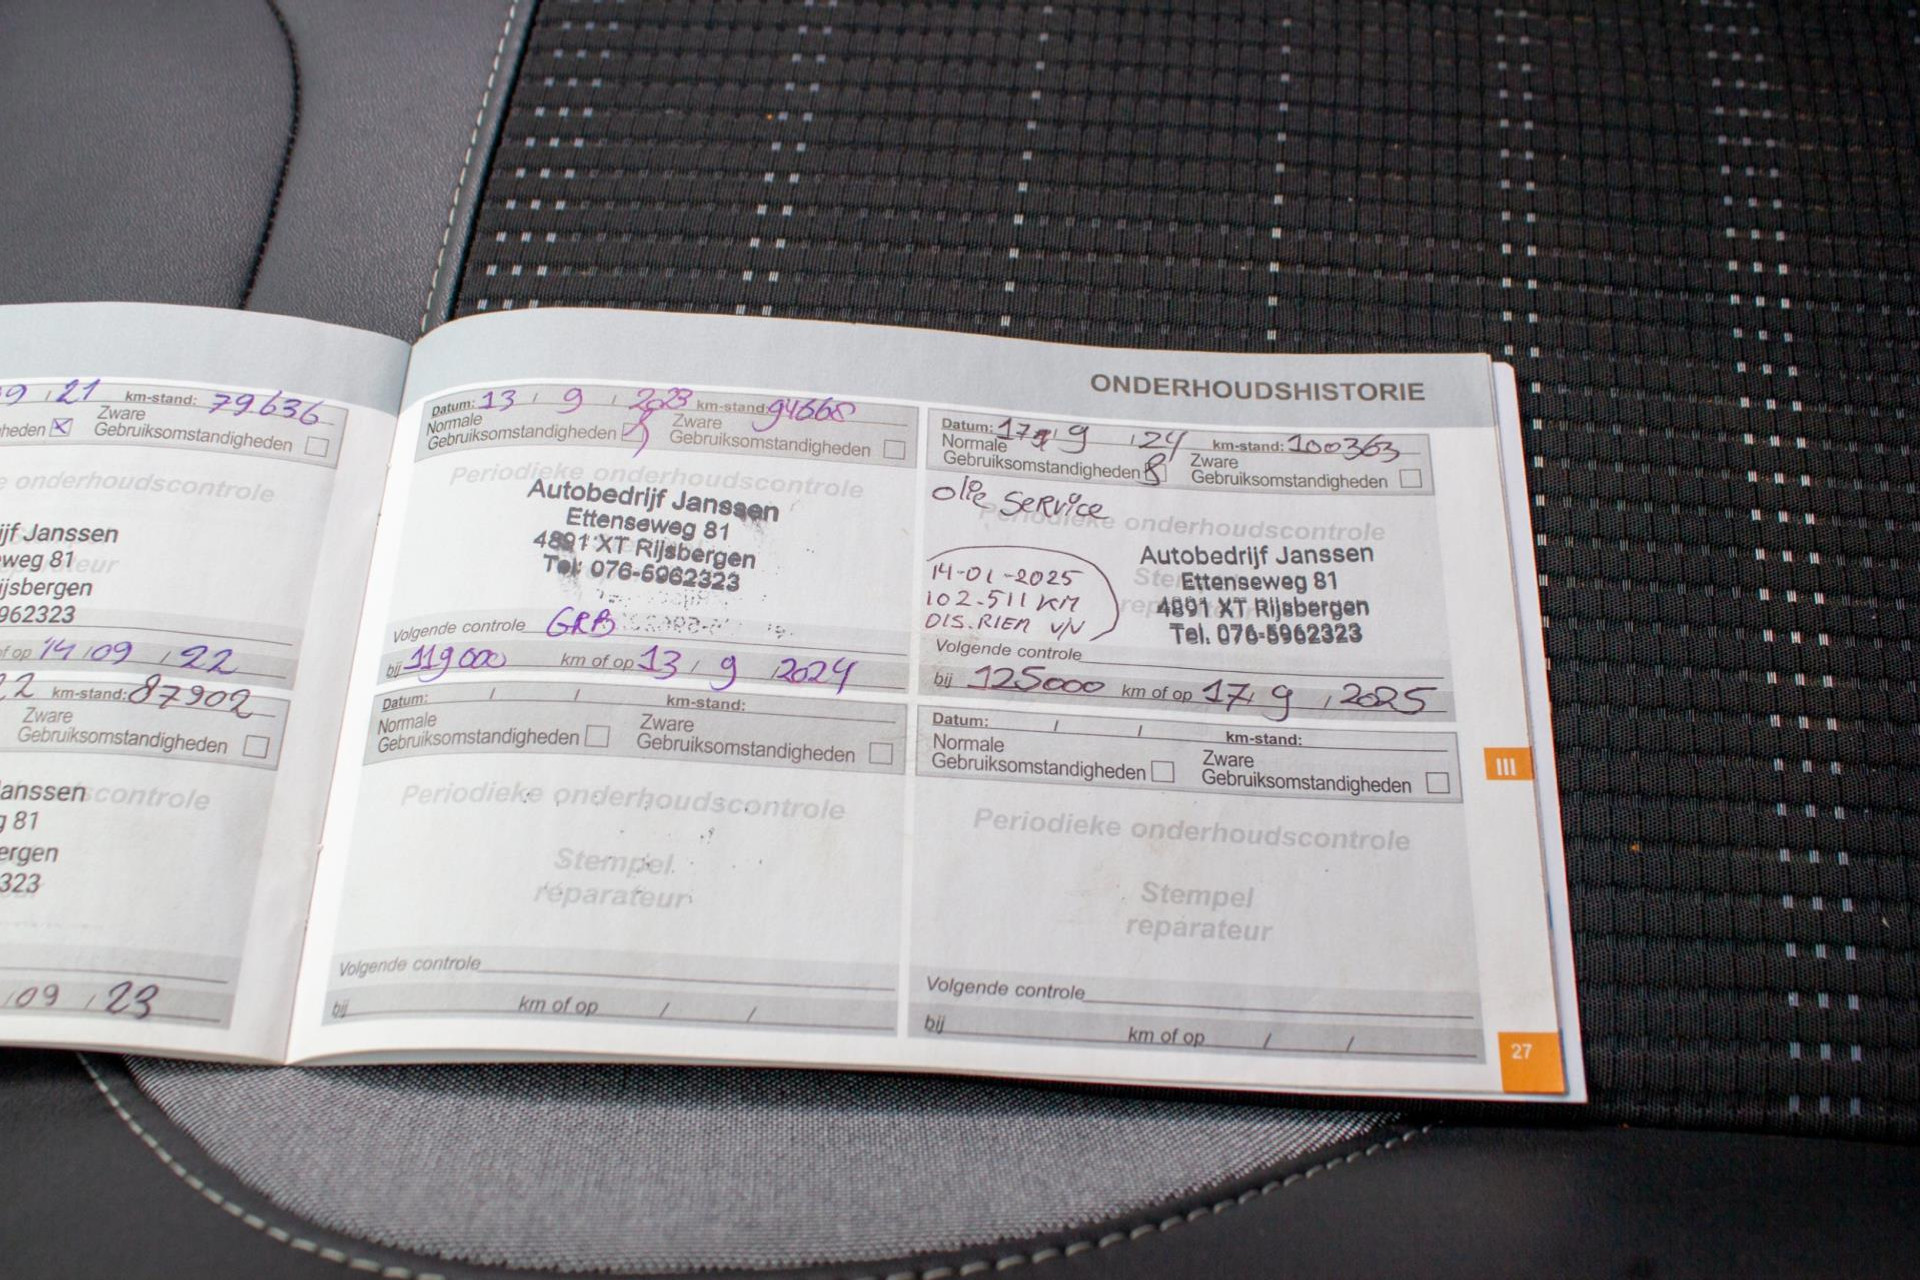 9 / 21 km-stand: 79636
heden Zware
Gebruiksomstandigheden
e onderhoudscontrole
ijf Janssen
eweg 81
ijsbergen
962323
f op 14/09 / 22
22 km-stand: 87902
Zware
Gebruiksomstandigheden
anssen controle
g 81
ergen
323
/09 / 23
Datum: 13 / 9 / 2023 km-stand: 94668
Normale Zware
Gebruiksomstandigheden Gebruiksomstandigheden
Periodieke onderhoudscontrole
Autobedrijf Janssen
Ettenseweg 81
4891 XT Rijsbergen
Tel: 076-5962323
Volgende controle GRB
bij 119000 km of op 13 / 9 / 2024
Datum: / / km-stand:
Normale Zware
Gebruiksomstandigheden Gebruiksomstandigheden
Periodieke onderhoudscontrole
Stempel
reparateur
Volgende controle
bij km of op / /
ONDERHOUDSHISTORIE
Datum: 17 / 9 / 24 km-stand: 100363
Normale Zware
Gebruiksomstandigheden Gebruiksomstandigheden
olie SeRvice
Periodieke onderhoudscontrole
14-01-2025
102.511 KM
DIS.RIEM V/V
Autobedrijf Janssen
Ettenseweg 81
4891 XT Rijsbergen
Tel. 076-5962323
Volgende controle
bij 125000 km of op 17 / 9 / 2025
Datum: / / km-stand:
Normale Zware
Gebruiksomstandigheden Gebruiksomstandigheden
Periodieke onderhoudscontrole
Stempel
reparateur
Volgende controle
bij km of op / /
III
27